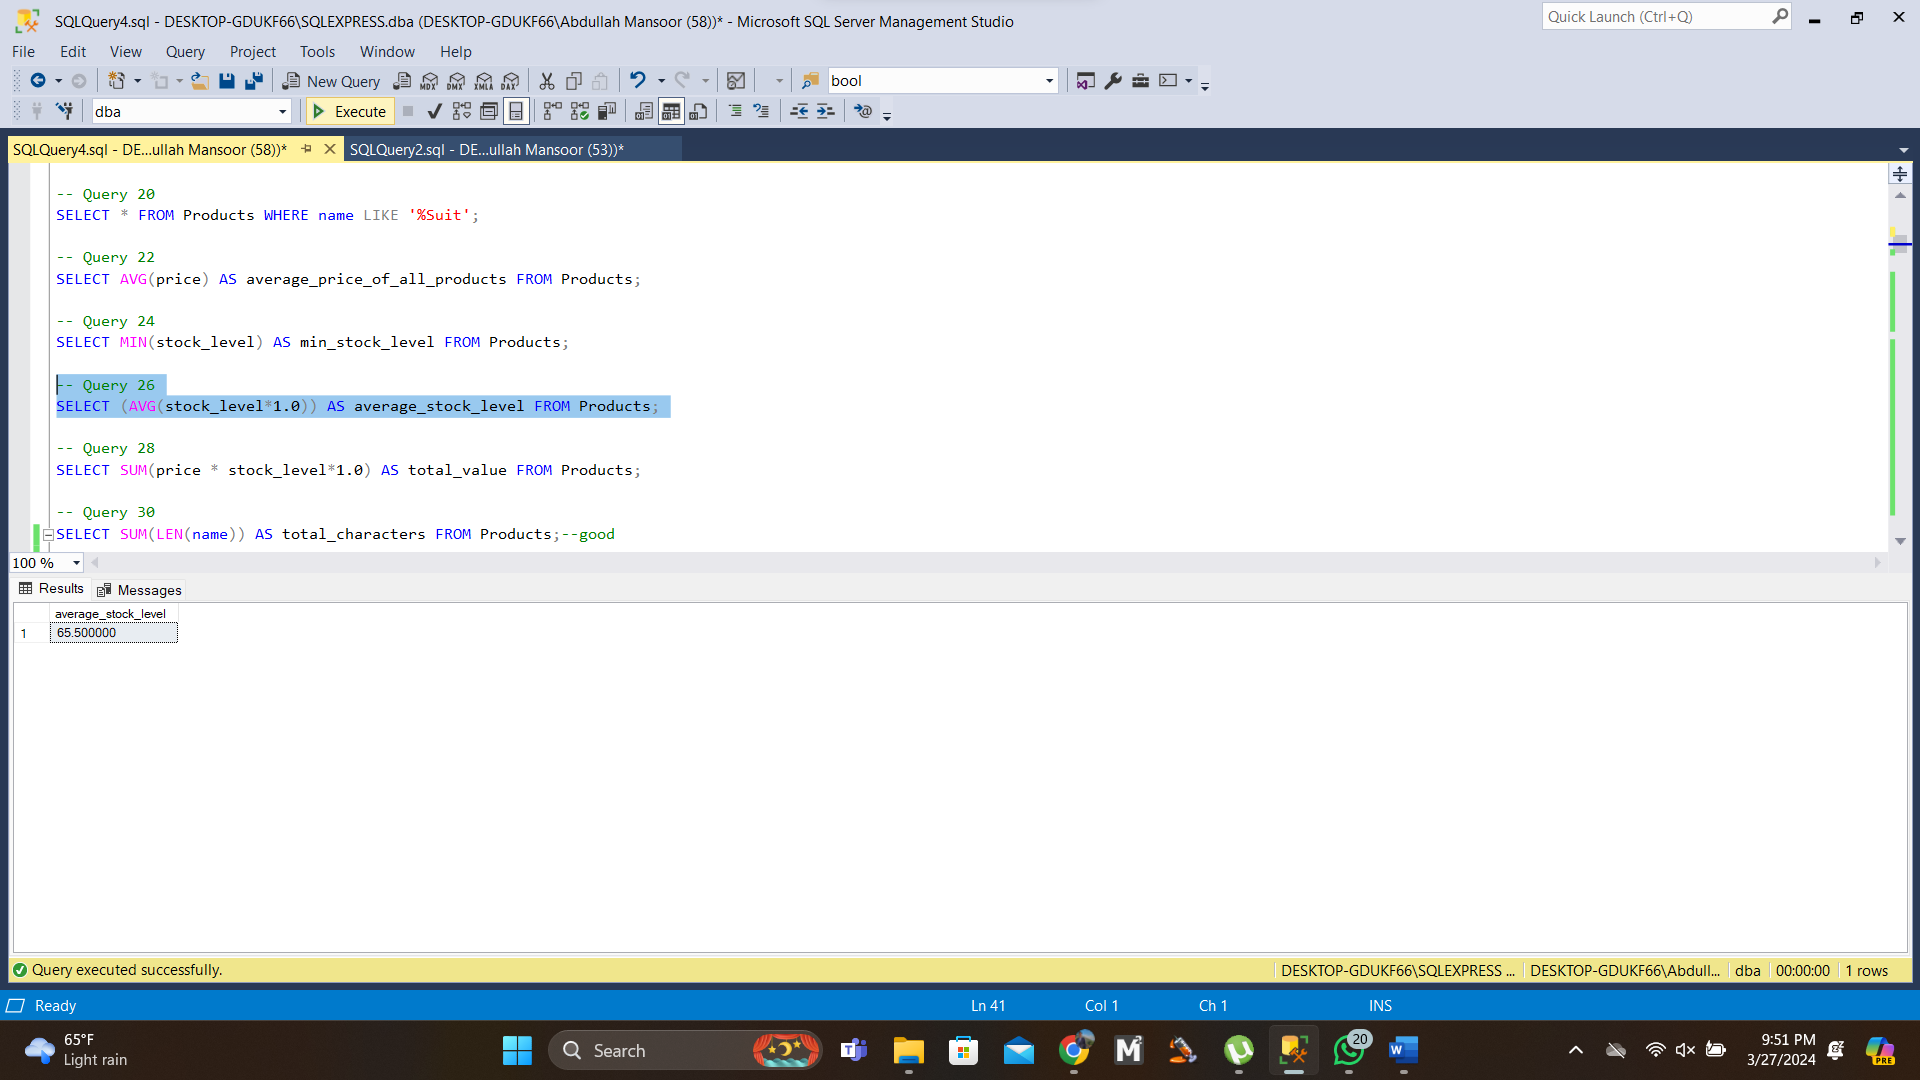 SQLQuery4.sql - DESKTOP-GDUKF66\SQLEXPRESS.dba (DESKTOP-GDUKF66\Abdullah Mansoor (58))* - Microsoft SQL Server Management Studio
Quick Launch (Ctrl+Q)
File Edit View Query Project Tools Window Help
New Query MDX DMX XMLA DAX bool
dba Execute
SQLQuery4.sql - DE...ullah Mansoor (58))* SQLQuery2.sql - DE...ullah Mansoor (53))*
-- Query 20
SELECT * FROM Products WHERE name LIKE '%Suit';
-- Query 22
SELECT AVG(price) AS average_price_of_all_products FROM Products;
-- Query 24
SELECT MIN(stock_level) AS min_stock_level FROM Products;
-- Query 26
SELECT (AVG(stock_level*1.0)) AS average_stock_level FROM Products;
-- Query 28
SELECT SUM(price * stock_level*1.0) AS total_value FROM Products;
-- Query 30
SELECT SUM(LEN(name)) AS total_characters FROM Products;--good
100 %
Results Messages
average_stock_level
1 65.500000
Query executed successfully. DESKTOP-GDUKF66\SQLEXPRESS ... DESKTOP-GDUKF66\Abdull... dba 00:00:00 1 rows
Ready Ln 41 Col 1 Ch 1 INS
65°F
Light rain
Search
20
9:51 PM
3/27/2024
PRE